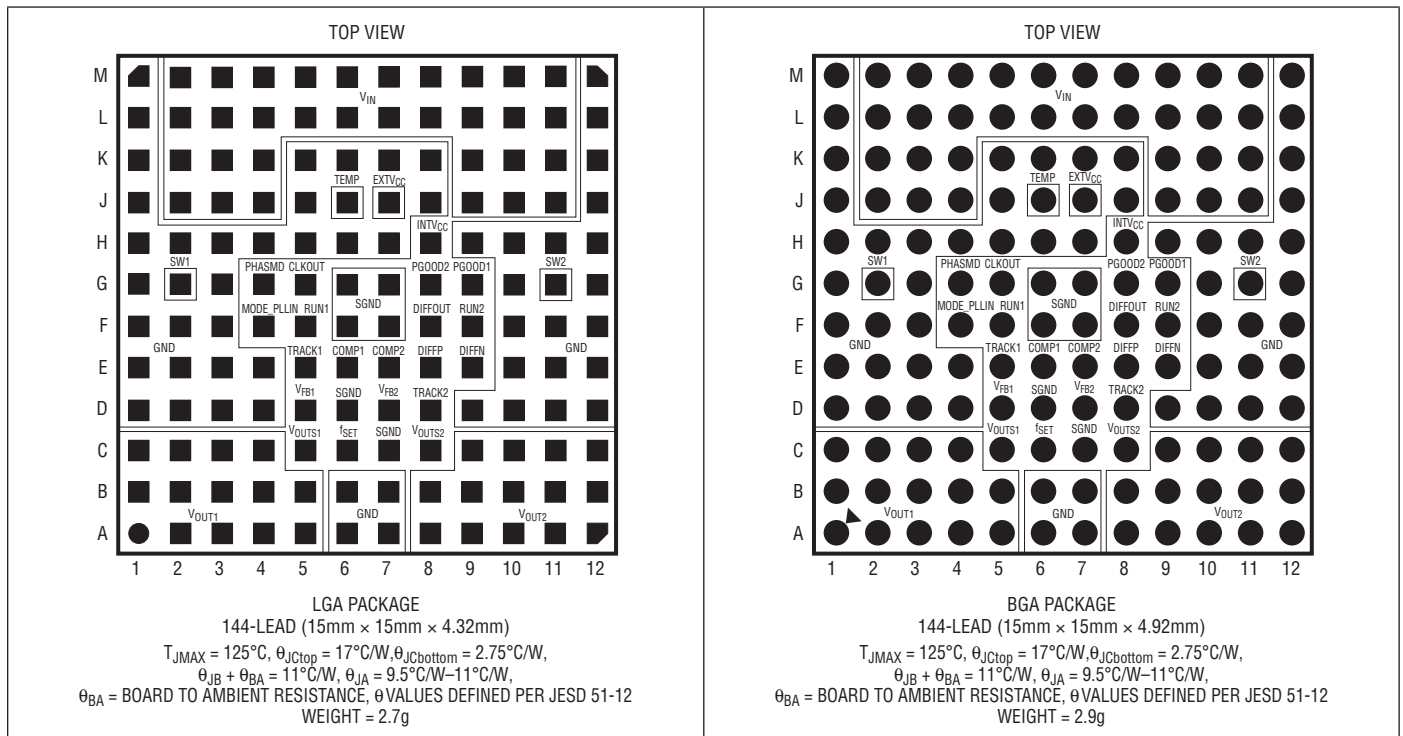 TOP VIEW
M
L
K
J
H
G
F
E
D
C
B
A
VIN
TEMP EXTVCC
INTVCC
SW1
PHASMD CLKOUT
PGOOD2 PGOOD1
SW2
SGND
MODE_PLLIN RUN1
DIFFOUT RUN2
GND
GND
TRACK1 COMP1 COMP2 DIFFP DIFFN
VFB1 SGND VFB2 TRACK2
VOUTS1 fSET SGND VOUTS2
VOUT1
GND
VOUT2
1 2 3 4 5 6 7 8 9 10 11 12
LGA PACKAGE
144-LEAD (15mm × 15mm × 4.32mm)
TJMAX = 125°C, θJCtop = 17°C/W,θJCbottom = 2.75°C/W,
θJB + θBA = 11°C/W, θJA = 9.5°C/W–11°C/W,
θBA = BOARD TO AMBIENT RESISTANCE, θ VALUES DEFINED PER JESD 51-12
WEIGHT = 2.7g
TOP VIEW
M
L
K
J
H
G
F
E
D
C
B
A
VIN
TEMP EXTVCC
INTVCC
SW1
PHASMD CLKOUT
PGOOD2 PGOOD1
SW2
SGND
MODE_PLLIN RUN1
DIFFOUT RUN2
GND
GND
TRACK1 COMP1 COMP2 DIFFP DIFFN
VFB1 SGND VFB2 TRACK2
VOUTS1 fSET SGND VOUTS2
VOUT1
GND
VOUT2
1 2 3 4 5 6 7 8 9 10 11 12
BGA PACKAGE
144-LEAD (15mm × 15mm × 4.92mm)
TJMAX = 125°C, θJCtop = 17°C/W,θJCbottom = 2.75°C/W,
θJB + θBA = 11°C/W, θJA = 9.5°C/W–11°C/W,
θBA = BOARD TO AMBIENT RESISTANCE, θ VALUES DEFINED PER JESD 51-12
WEIGHT = 2.9g